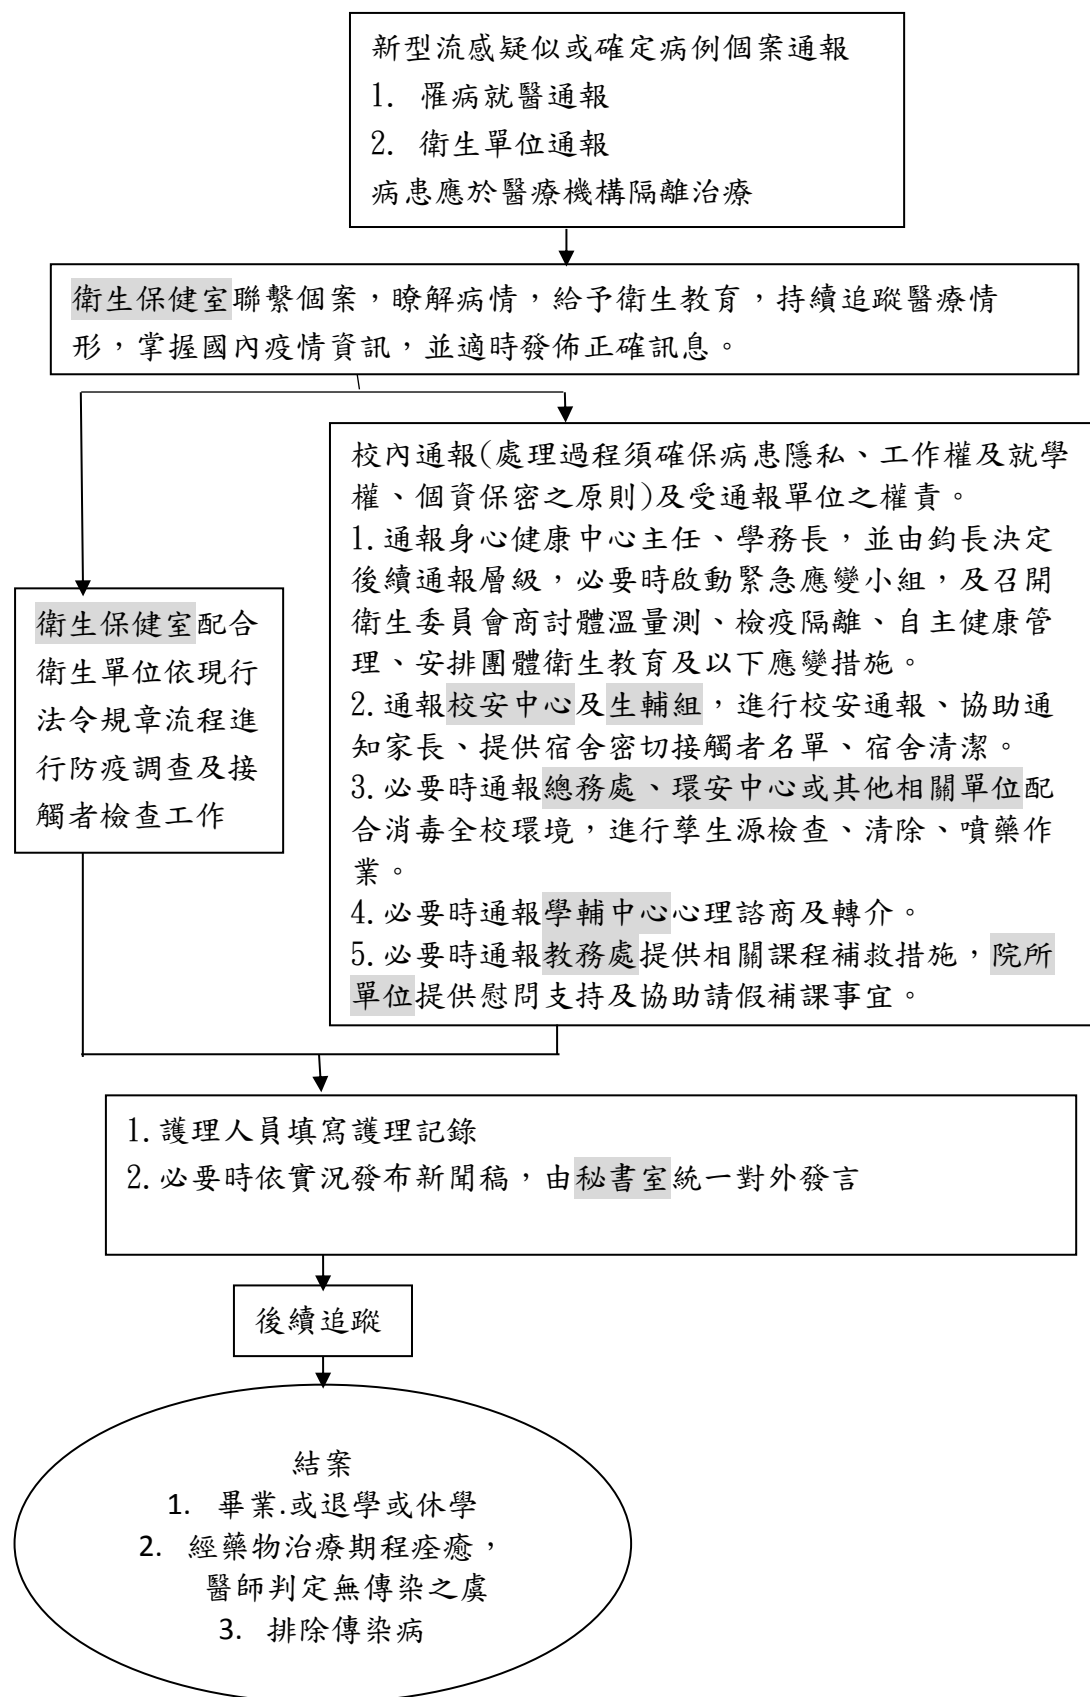 新型流感疑似或確定病例個案通報
1. 罹病就醫通報
2. 衛生單位通報
病患應於醫療機構隔離治療
衛生保健室聯繫個案，瞭解病情，給予衛生教育，持續追蹤醫療情
形，掌握國內疫情資訊，並適時發佈正確訊息。
衛生保健室配合
衛生單位依現行
法令規章流程進
行防疫調查及接
觸者檢查工作
校內通報(處理過程須確保病患隱私、工作權及就學
權、個資保密之原則)及受通報單位之權責。
1.通報身心健康中心主任、學務長，並由鈞長決定
後續通報層級，必要時啟動緊急應變小組，及召開
衛生委員會商討體溫量測、檢疫隔離、自主健康管
理、安排團體衛生教育及以下應變措施。
2.通報校安中心及生輔組，進行校安通報、協助通
知家長、提供宿舍密切接觸者名單、宿舍清潔。
3.必要時通報總務處、環安中心或其他相關單位配
合消毒全校環境，進行孳生源檢查、清除、噴藥作
業。
4.必要時通報學輔中心心理諮商及轉介。
5.必要時通報教務處提供相關課程補救措施，院所
單位提供慰問支持及協助請假補課事宜。
1.護理人員填寫護理記錄
2.必要時依實況發布新聞稿，由秘書室統一對外發言
後續追蹤
結案
1. 畢業.或退學或休學
2. 經藥物治療期程痊癒，
醫師判定無傳染之虞
3. 排除傳染病